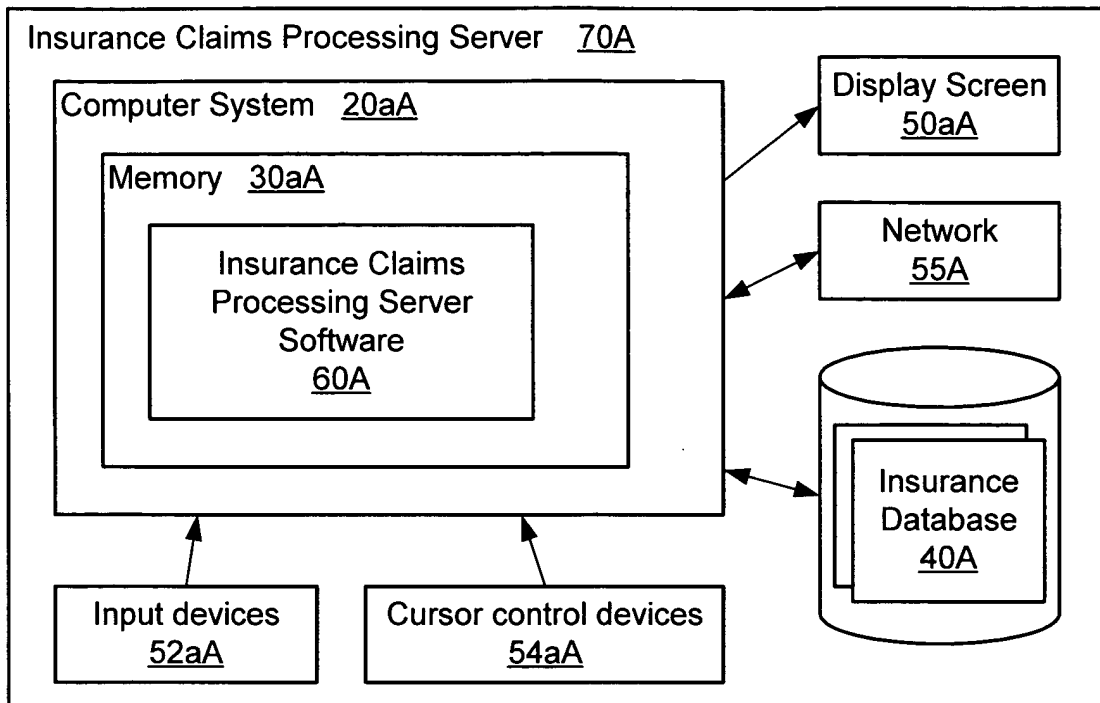 Insurance Claims Processing Server 70A
Computer System 20aA
Memory 30aA
Insurance Claims
Processing Server
Software
60A
Display Screen
50aA
Network
55A
Insurance
Database
40A
Input devices
52aA
Cursor control devices
54aA